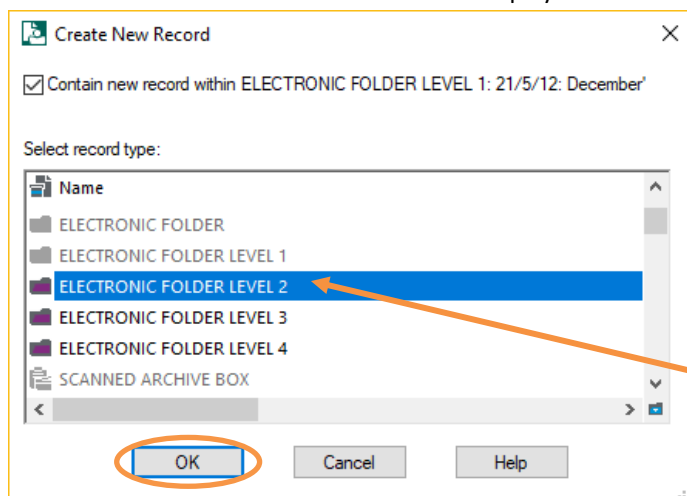 Create New Record
Contain new record within ELECTRONIC FOLDER LEVEL 1: 21/5/12: December'
Select record type:
Name
ELECTRONIC FOLDER
ELECTRONIC FOLDER LEVEL 1
ELECTRONIC FOLDER LEVEL 2
ELECTRONIC FOLDER LEVEL 3
ELECTRONIC FOLDER LEVEL 4
SCANNED ARCHIVE BOX
OK Cancel Help